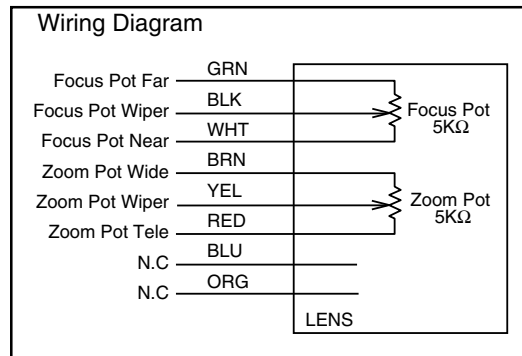 Wiring Diagram
Focus Pot Far GRN
Focus Pot Wiper BLK
Focus Pot Near WHT
Focus Pot
5KΩ
Zoom Pot Wide BRN
Zoom Pot Wiper YEL
Zoom Pot Tele RED
Zoom Pot
5KΩ
N.C BLU
N.C ORG
LENS